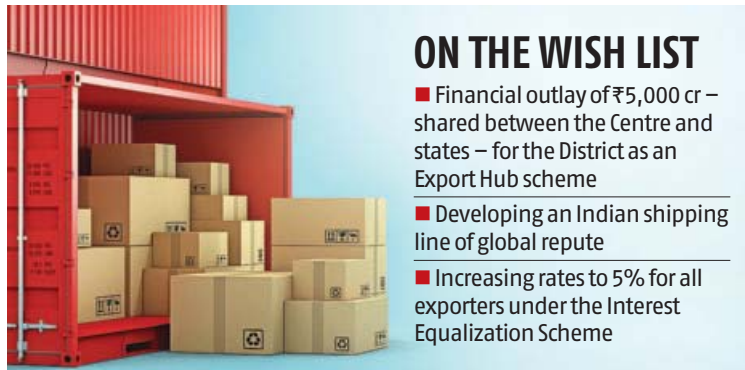 ON THE WISH LIST
■ Financial outlay of ₹5,000 cr –
shared between the Centre and
states – for the District as an
Export Hub scheme
■ Developing an Indian shipping
line of global repute
■ Increasing rates to 5% for all
exporters under the Interest
Equalization Scheme